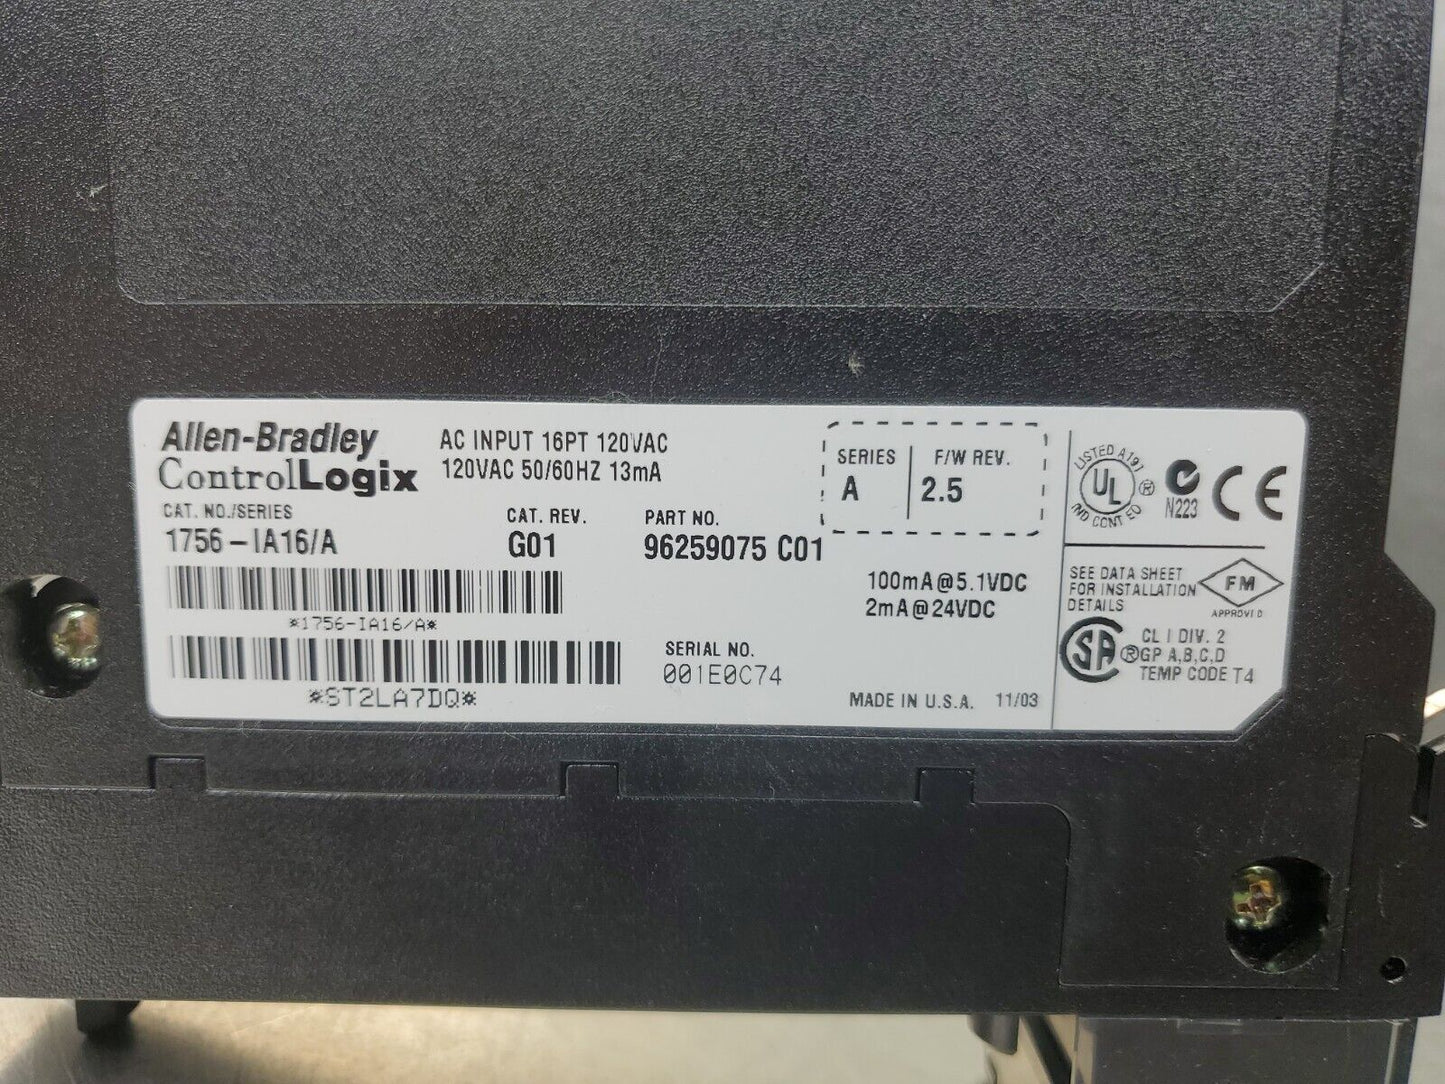 Allen-Bradley
ControlLogix
AC INPUT 16PT 120VAC
120VAC 50/60HZ 13mA
CAT. NO./SERIES
1756-IA16/A
CAT. REV.
G01
PART NO.
96259075 C01
SERIES
A
F/W REV.
2.5
*1756-IA16/A*
*ST2LA7DQ*
100mA@5.1VDC
2mA@24VDC
SERIAL NO.
001E0C74
MADE IN U.S.A. 11/03
LISTED A191
UL ®
IND CONT EQ
N223
CE
SEE DATA SHEET
FOR INSTALLATION
DETAILS
FM
APPROVED
SA ®
CL I DIV. 2
GP A,B,C,D
TEMP CODE T4